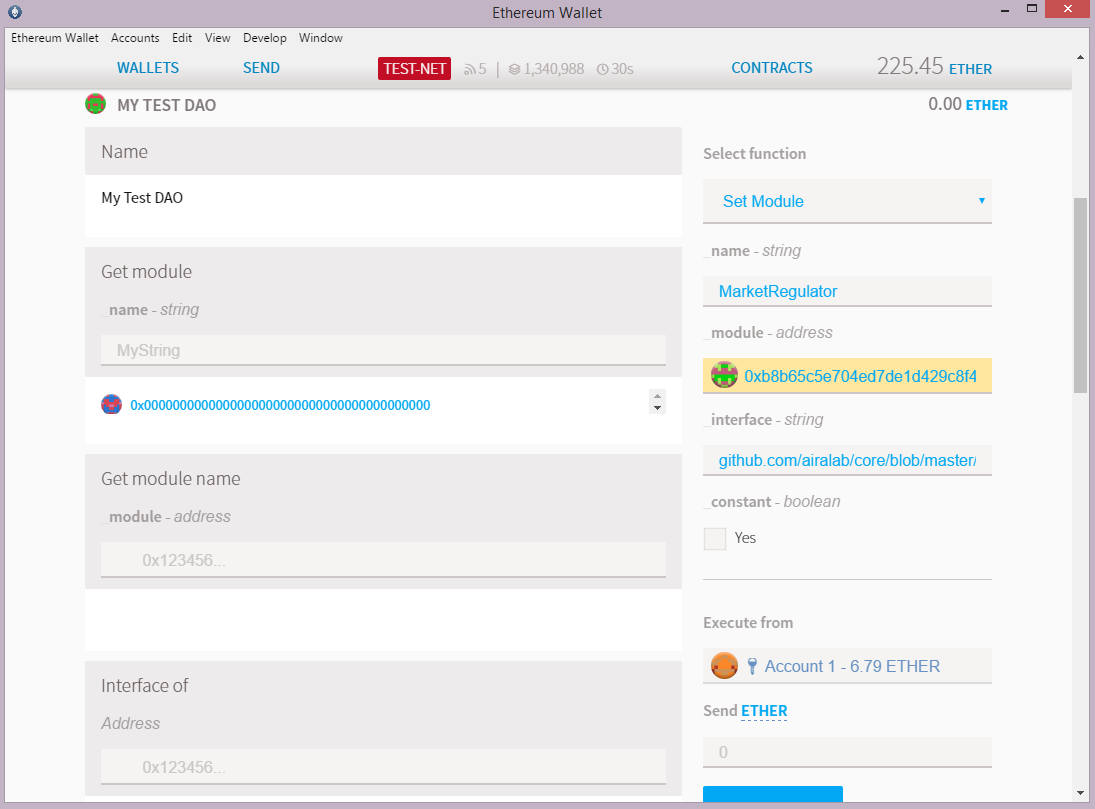 Ethereum Wallet
Ethereum Wallet Accounts Edit View Develop Window
WALLETS SEND TEST-NET 5 | 1,340,988 30s CONTRACTS 225.45 ETHER
MY TEST DAO 0.00 ETHER
Name
My Test DAO
Get module
_name - string
MyString
0x0000000000000000000000000000000000000000
Get module name
_module - address
0x123456...
Interface of
Address
0x123456...
Select function
Set Module
_name - string
MarketRegulator
_module - address
0xb8b65c5e704ed7de1d429c8f4
_interface - string
github.com/airalab/core/blob/master/
_constant - boolean
Yes
Execute from
Account 1 - 6.79 ETHER
Send ETHER
0